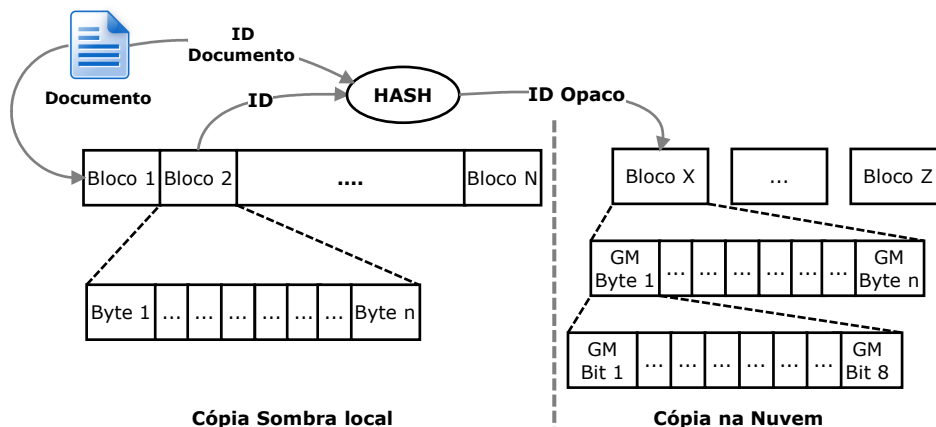 ID
Documento
Documento
HASH
ID
ID Opaco
Bloco 1
Bloco 2
....
Bloco N
Bloco X
...
Bloco Z
Byte 1
...
...
...
...
...
...
Byte n
GM
Byte 1
...
...
...
...
...
...
GM
Byte n
GM
Bit 1
...
...
...
...
...
...
GM
Bit 8
Cópia Sombra local
Cópia na Nuvem